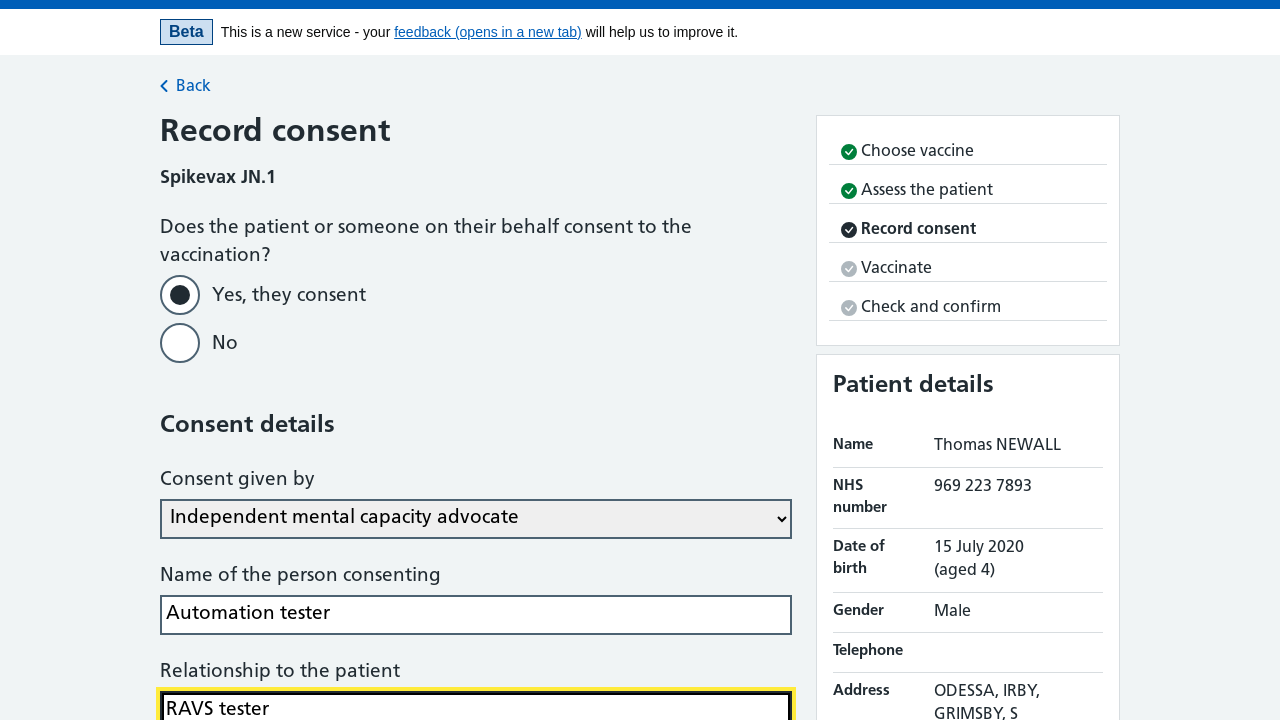 Beta This is a new service - your feedback (opens in a new tab) will help us to improve it.
Back
Record consent
Spikevax JN.1
Does the patient or someone on their behalf consent to the
vaccination?
Yes, they consent
No
Consent details
Consent given by
Independent mental capacity advocate
Name of the person consenting
Automation tester
Relationship to the patient
RAVS tester
Choose vaccine
Assess the patient
Record consent
Vaccinate
Check and confirm
Patient details
Name Thomas NEWALL
NHS 969 223 7893
number
Date of 15 July 2020
birth (aged 4)
Gender Male
Telephone
Address ODESSA, IRBY,
GRIMSBY, S